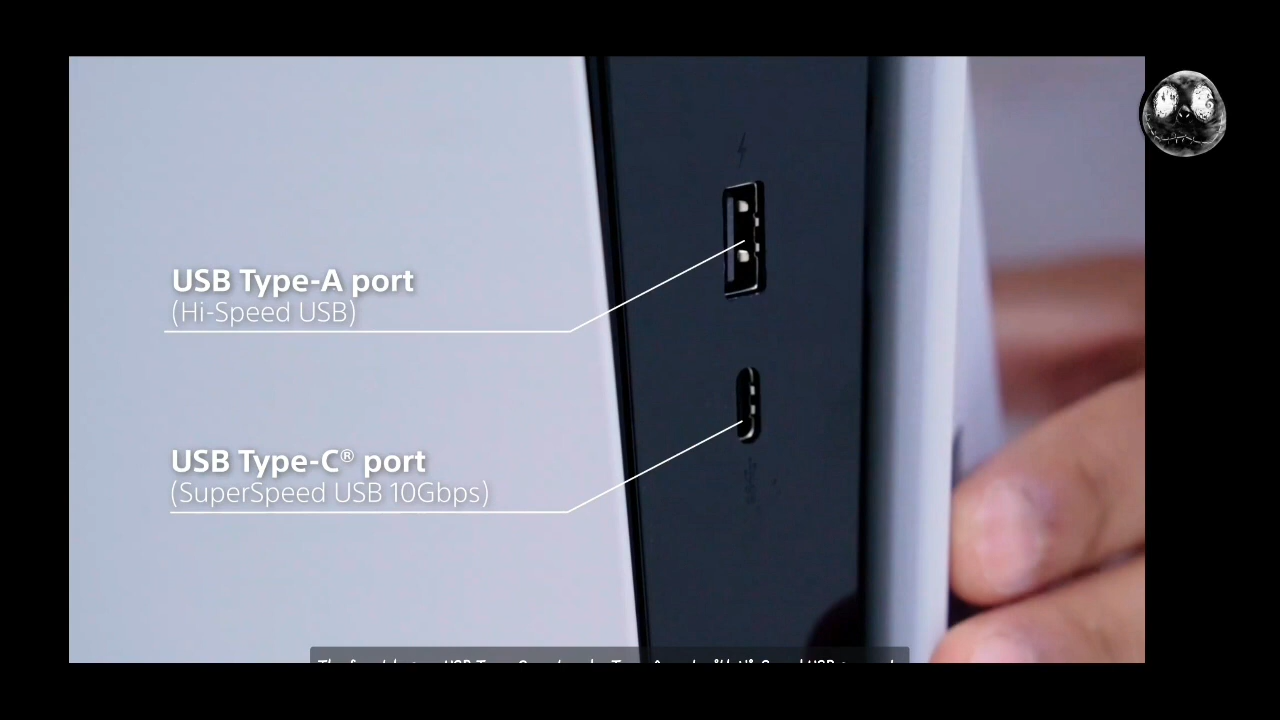 USB Type-A port
(Hi-Speed USB)
USB Type-C® port
(SuperSpeed USB 10Gbps)